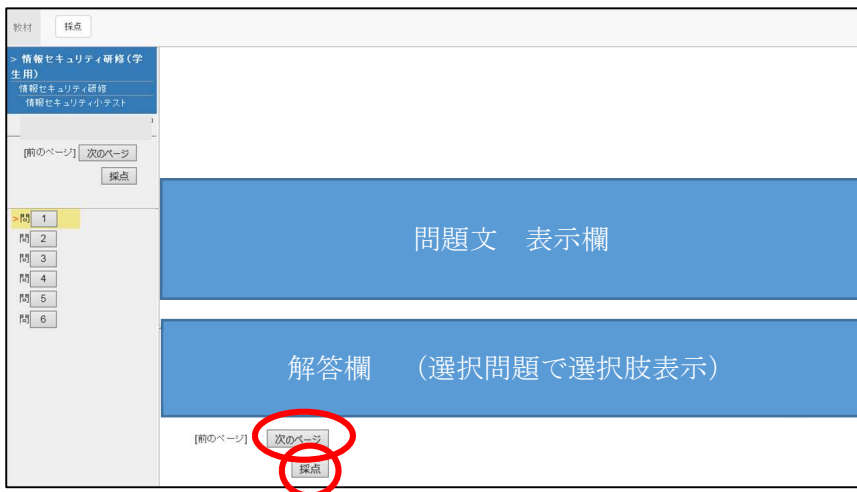 教材 採点
> 情報セキュリティ研修(学
生用)
情報セキュリティ研修
情報セキュリティ小テスト
[前のページ] 次のページ
採点
>問 1
問 2
問 3
問 4
問 5
問 6
問題文　表示欄
解答欄　（選択問題で選択肢表示）
[前のページ] 次のページ
採点